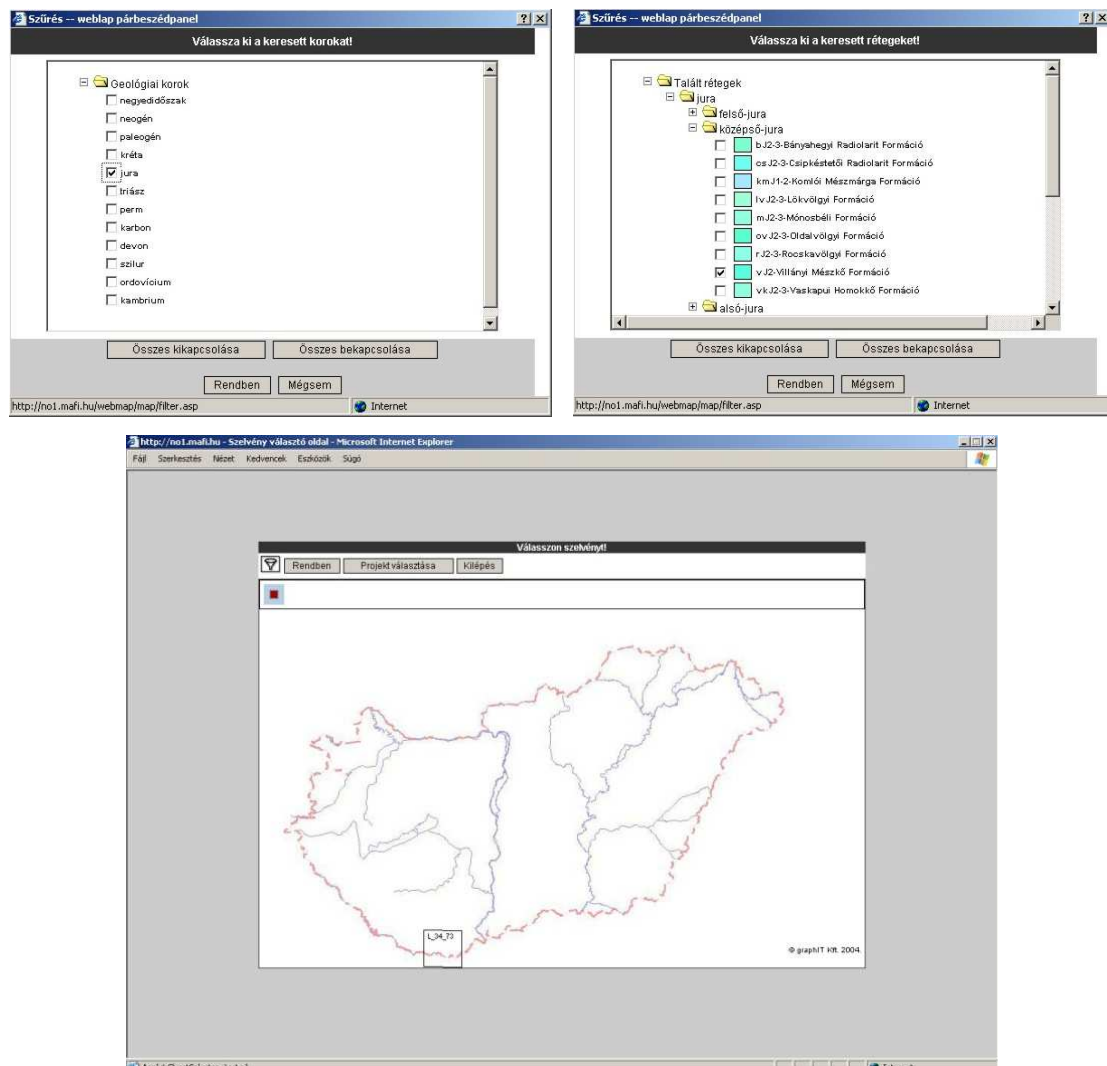 Szűrés -- weblap párbeszédpanel
Válassza ki a keresett korokat!
Geológiai korok
negyedidőszak
neogén
paleogén
kréta
jura
triász
perm
karbon
devon
szilur
ordovícium
kambrium
Összes kikapcsolása Összes bekapcsolása
Rendben Mégsem
http://no1.mafi.hu/webmap/map/filter.asp Internet
Szűrés -- weblap párbeszédpanel
Válassza ki a keresett rétegeket!
Talált rétegek
jura
felső-jura
középső-jura
bJ2-3-Bányahegyi Radiolarit Formáció
csJ2-3-Csipkéstetői Radiolarit Formáció
kmJ1-2-Komlói Mészmárga Formáció
lvJ2-3-Lökvölgyi Formáció
mJ2-3-Mónosbéli Formáció
ovJ2-3-Oldalvölgyi Formáció
rJ2-3-Rocskavölgyi Formáció
vJ2-Villányi Mészkő Formáció
vkJ2-3-Vaskapui Homokkő Formáció
alsó-jura
Összes kikapcsolása Összes bekapcsolása
Rendben Mégsem
http://no1.mafi.hu/webmap/map/filter.asp Internet
http://no1.mafi.hu - Szelvény választó oldal - Microsoft Internet Explorer
Fájl Szerkesztés Nézet Kedvencek Eszközök Súgó
Válasszon szelvényt!
Rendben Projekt választása Kilépés
L_34_73
© graphIT Kft. 2004.